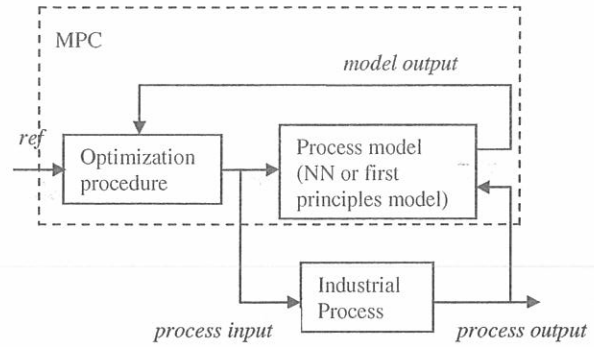 MPC
model output
ref
Optimization
procedure
Process model
(NN or first
principles model)
Industrial
Process
process input
process output